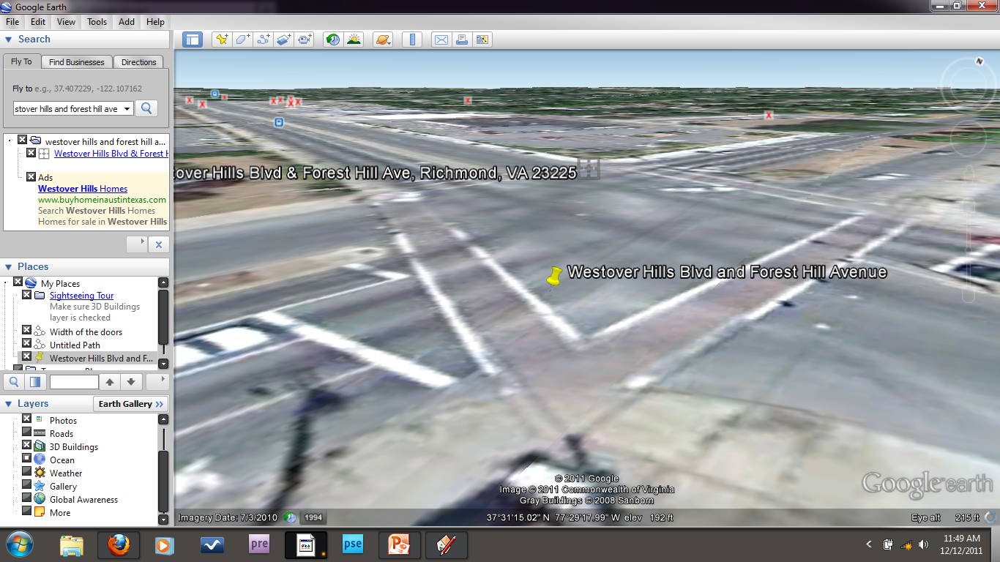 Google Earth
File Edit View Tools Add Help
Search
Fly To Find Businesses Directions
Fly to e.g., 37.407229, -122.107162
stover hills and forest hill ave
westover hills and forest hill a...
Westover Hills Blvd & Forest H
Ads
Westover Hills Homes
www.buyhomeinaustintexas.com
Search Westover Hills Homes
Homes for sale in Westover Hills
Places
My Places
Sightseeing Tour
Make sure 3D Buildings
layer is checked
Width of the doors
Untitled Path
Westover Hills Blvd and F...
Layers
Earth Gallery >>
Photos
Roads
3D Buildings
Ocean
Weather
Gallery
Global Awareness
More
N
tover Hills Blvd & Forest Hill Ave, Richmond, VA 23225
Westover Hills Blvd and Forest Hill Avenue
© 2011 Google
Image © 2011 Commonwealth of Virginia
Gray Buildings © 2008 Sanborn
Google earth
Imagery Date: 7/3/2010 1994 37°31'15.02" N 77°29'17.99" W elev 192 ft Eye alt 215 ft
pre
pse
11:49 AM
12/12/2011